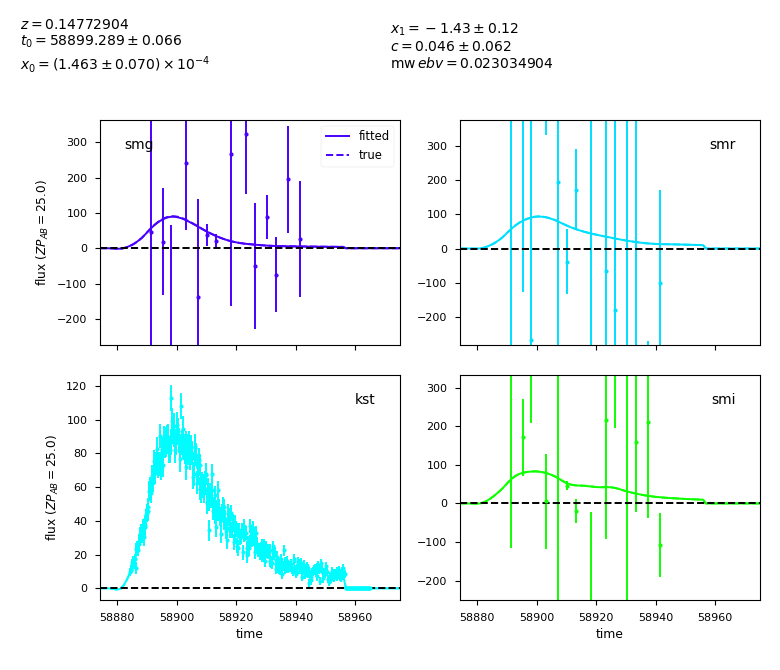 z = 0.14772904
t0 = 58899.289 ± 0.066
x0 = (1.463 ± 0.070) × 10^-4
x1 = −1.43 ± 0.12
c = 0.046 ± 0.062
mw ebv = 0.023034904
smg
fitted
true
300
200
100
0
−100
−200
flux (ZP_AB = 25.0)
smr
300
200
100
0
−100
−200
kst
120
100
80
60
40
20
0
flux (ZP_AB = 25.0)
58880 58900 58920 58940 58960
time
smi
300
200
100
0
−100
−200
58880 58900 58920 58940 58960
time